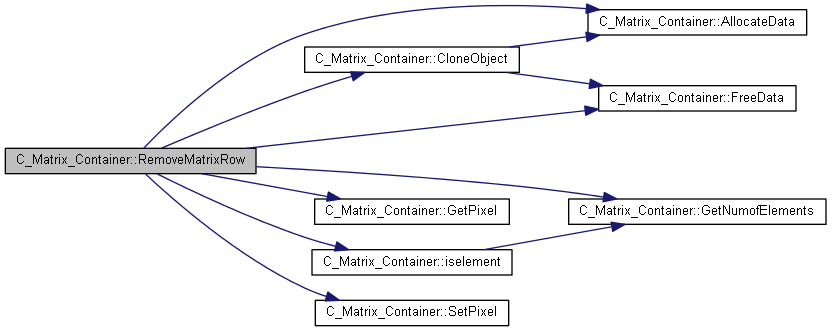 C_Matrix_Container::AllocateData
C_Matrix_Container::CloneObject
C_Matrix_Container::FreeData
C_Matrix_Container::RemoveMatrixRow
C_Matrix_Container::GetPixel
C_Matrix_Container::GetNumofElements
C_Matrix_Container::iselement
C_Matrix_Container::SetPixel